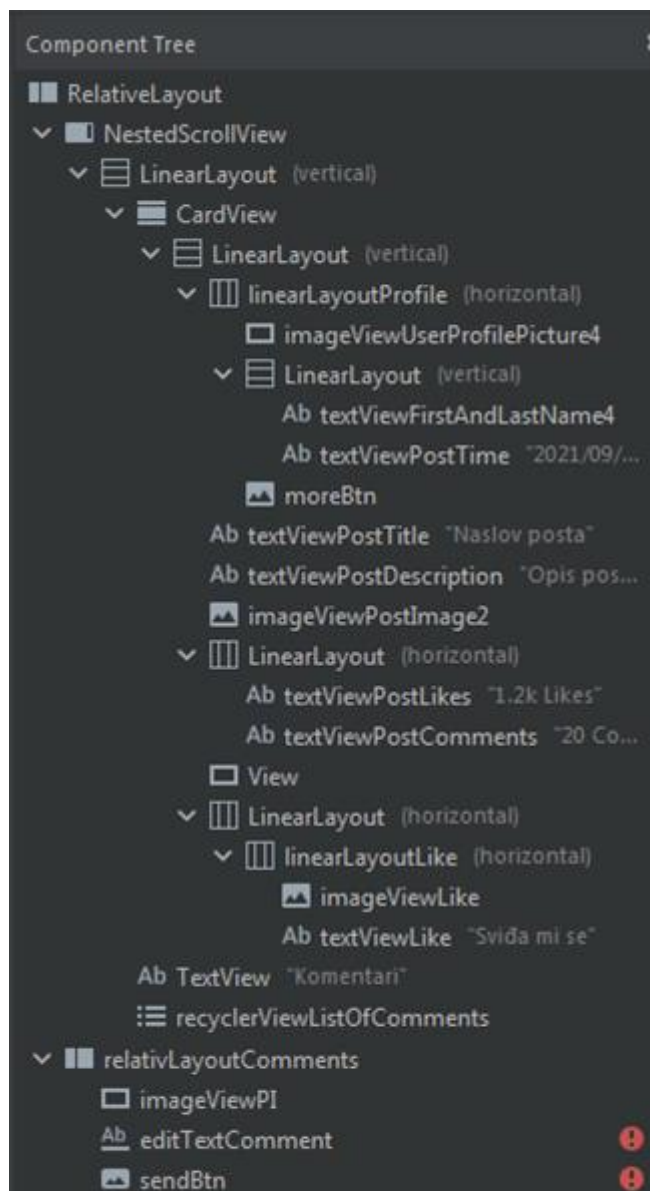 Component Tree
RelativeLayout
NestedScrollView
LinearLayout (vertical)
CardView
LinearLayout (vertical)
linearLayoutProfile (horizontal)
imageViewUserProfilePicture4
LinearLayout (vertical)
Ab textViewFirstAndLastName4
Ab textViewPostTime "2021/09/...
moreBtn
Ab textViewPostTitle "Naslov posta"
Ab textViewPostDescription "Opis pos...
imageViewPostImage2
LinearLayout (horizontal)
Ab textViewPostLikes "1.2k Likes"
Ab textViewPostComments "20 Co...
View
LinearLayout (horizontal)
linearLayoutLike (horizontal)
imageViewLike
Ab textViewLike "Sviđa mi se"
Ab TextView "Komentari"
recyclerViewListOfComments
relativLayoutComments
imageViewPI
Ab editTextComment
sendBtn